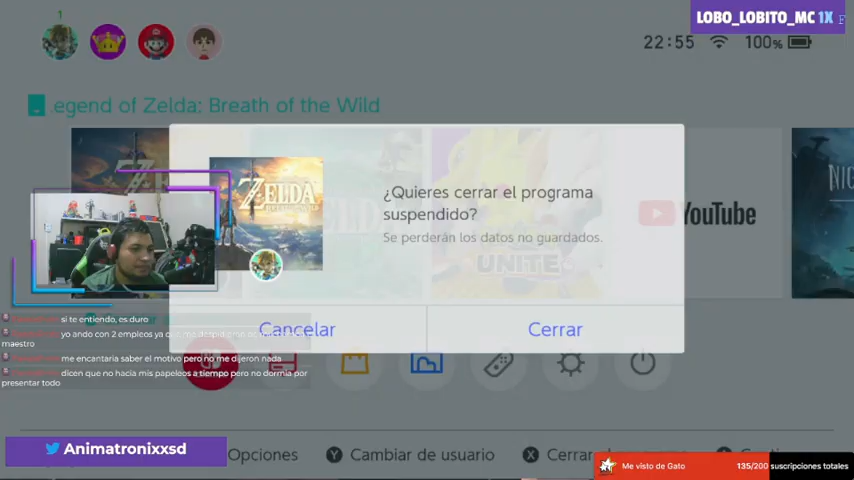 1
LOBO_LOBITO_MC 1X
22:55 100%
egend of Zelda: Breath of the Wild
ZELDA
¿Quieres cerrar el programa
suspendido?
Se perderán los datos no guardados.
UNITE
YouTube
NIG
Cancelar
Cerrar
si te entiendo, es duro
yo ando con 2 empleos ya que me despidieron
maestro
me encantaria saber el motivo pero no me dijeron nada
dicen que no hacia mis papeleos a tiempo pero no dormia por
presentar todo
Animatronixxsd
Opciones
Y Cambiar de usuario
X Cerrar
Me visto de Gato
135/200 suscripciones totales